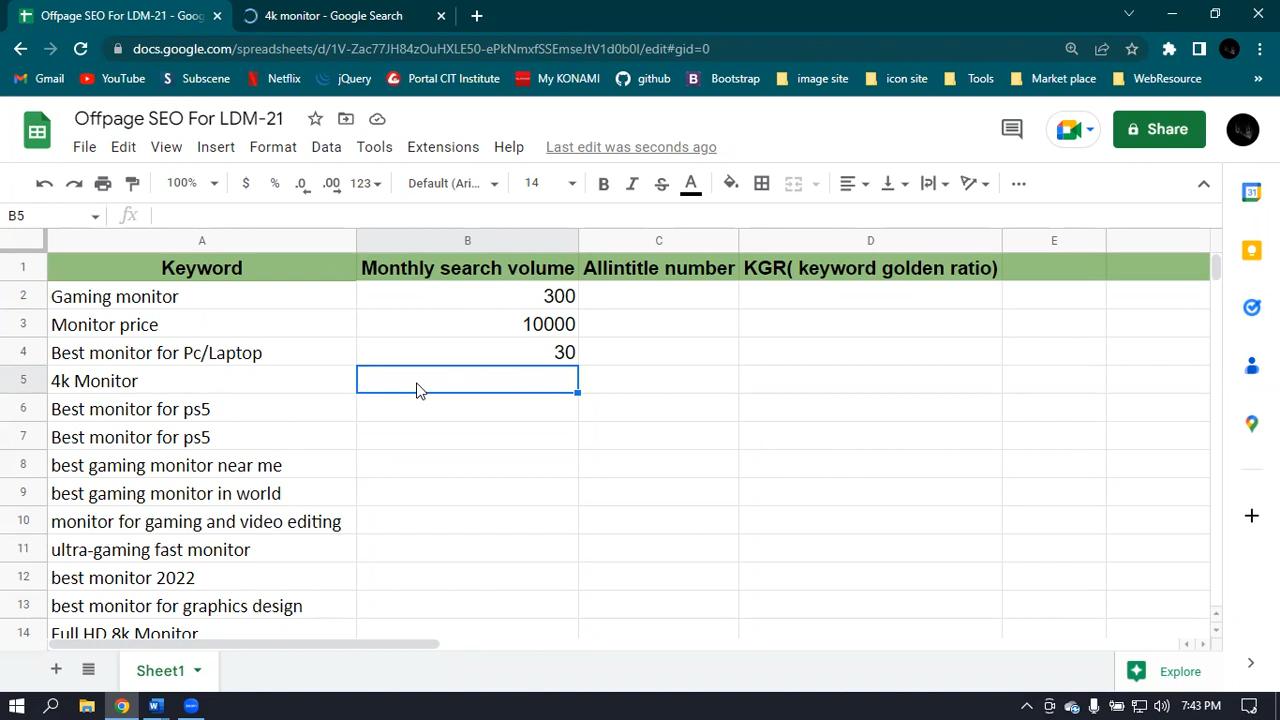 Offpage SEO For LDM-21 - Goog
4k monitor - Google Search
docs.google.com/spreadsheets/d/1V-Zac77JH84zOuHXLE50-ePkNmxfSSEmseJtV1d0b0I/edit#gid=0
Gmail YouTube Subscene Netflix jQuery Portal CIT Institute My KONAMI github Bootstrap image site icon site Tools Market place WebResource »
Offpage SEO For LDM-21
Share
File Edit View Insert Format Data Tools Extensions Help Last edit was seconds ago
100% $ % .0 .00 123 Default (Ari... 14 B I S A
B5 fx
A B C D E
1 Keyword Monthly search volume Allintitle number KGR( keyword golden ratio)
2 Gaming monitor 300
3 Monitor price 10000
4 Best monitor for Pc/Laptop 30
5 4k Monitor
6 Best monitor for ps5
7 Best monitor for ps5
8 best gaming monitor near me
9 best gaming monitor in world
10 monitor for gaming and video editing
11 ultra-gaming fast monitor
12 best monitor 2022
13 best monitor for graphics design
14 Full HD 8k Monitor
Sheet1
Explore
7:43 PM